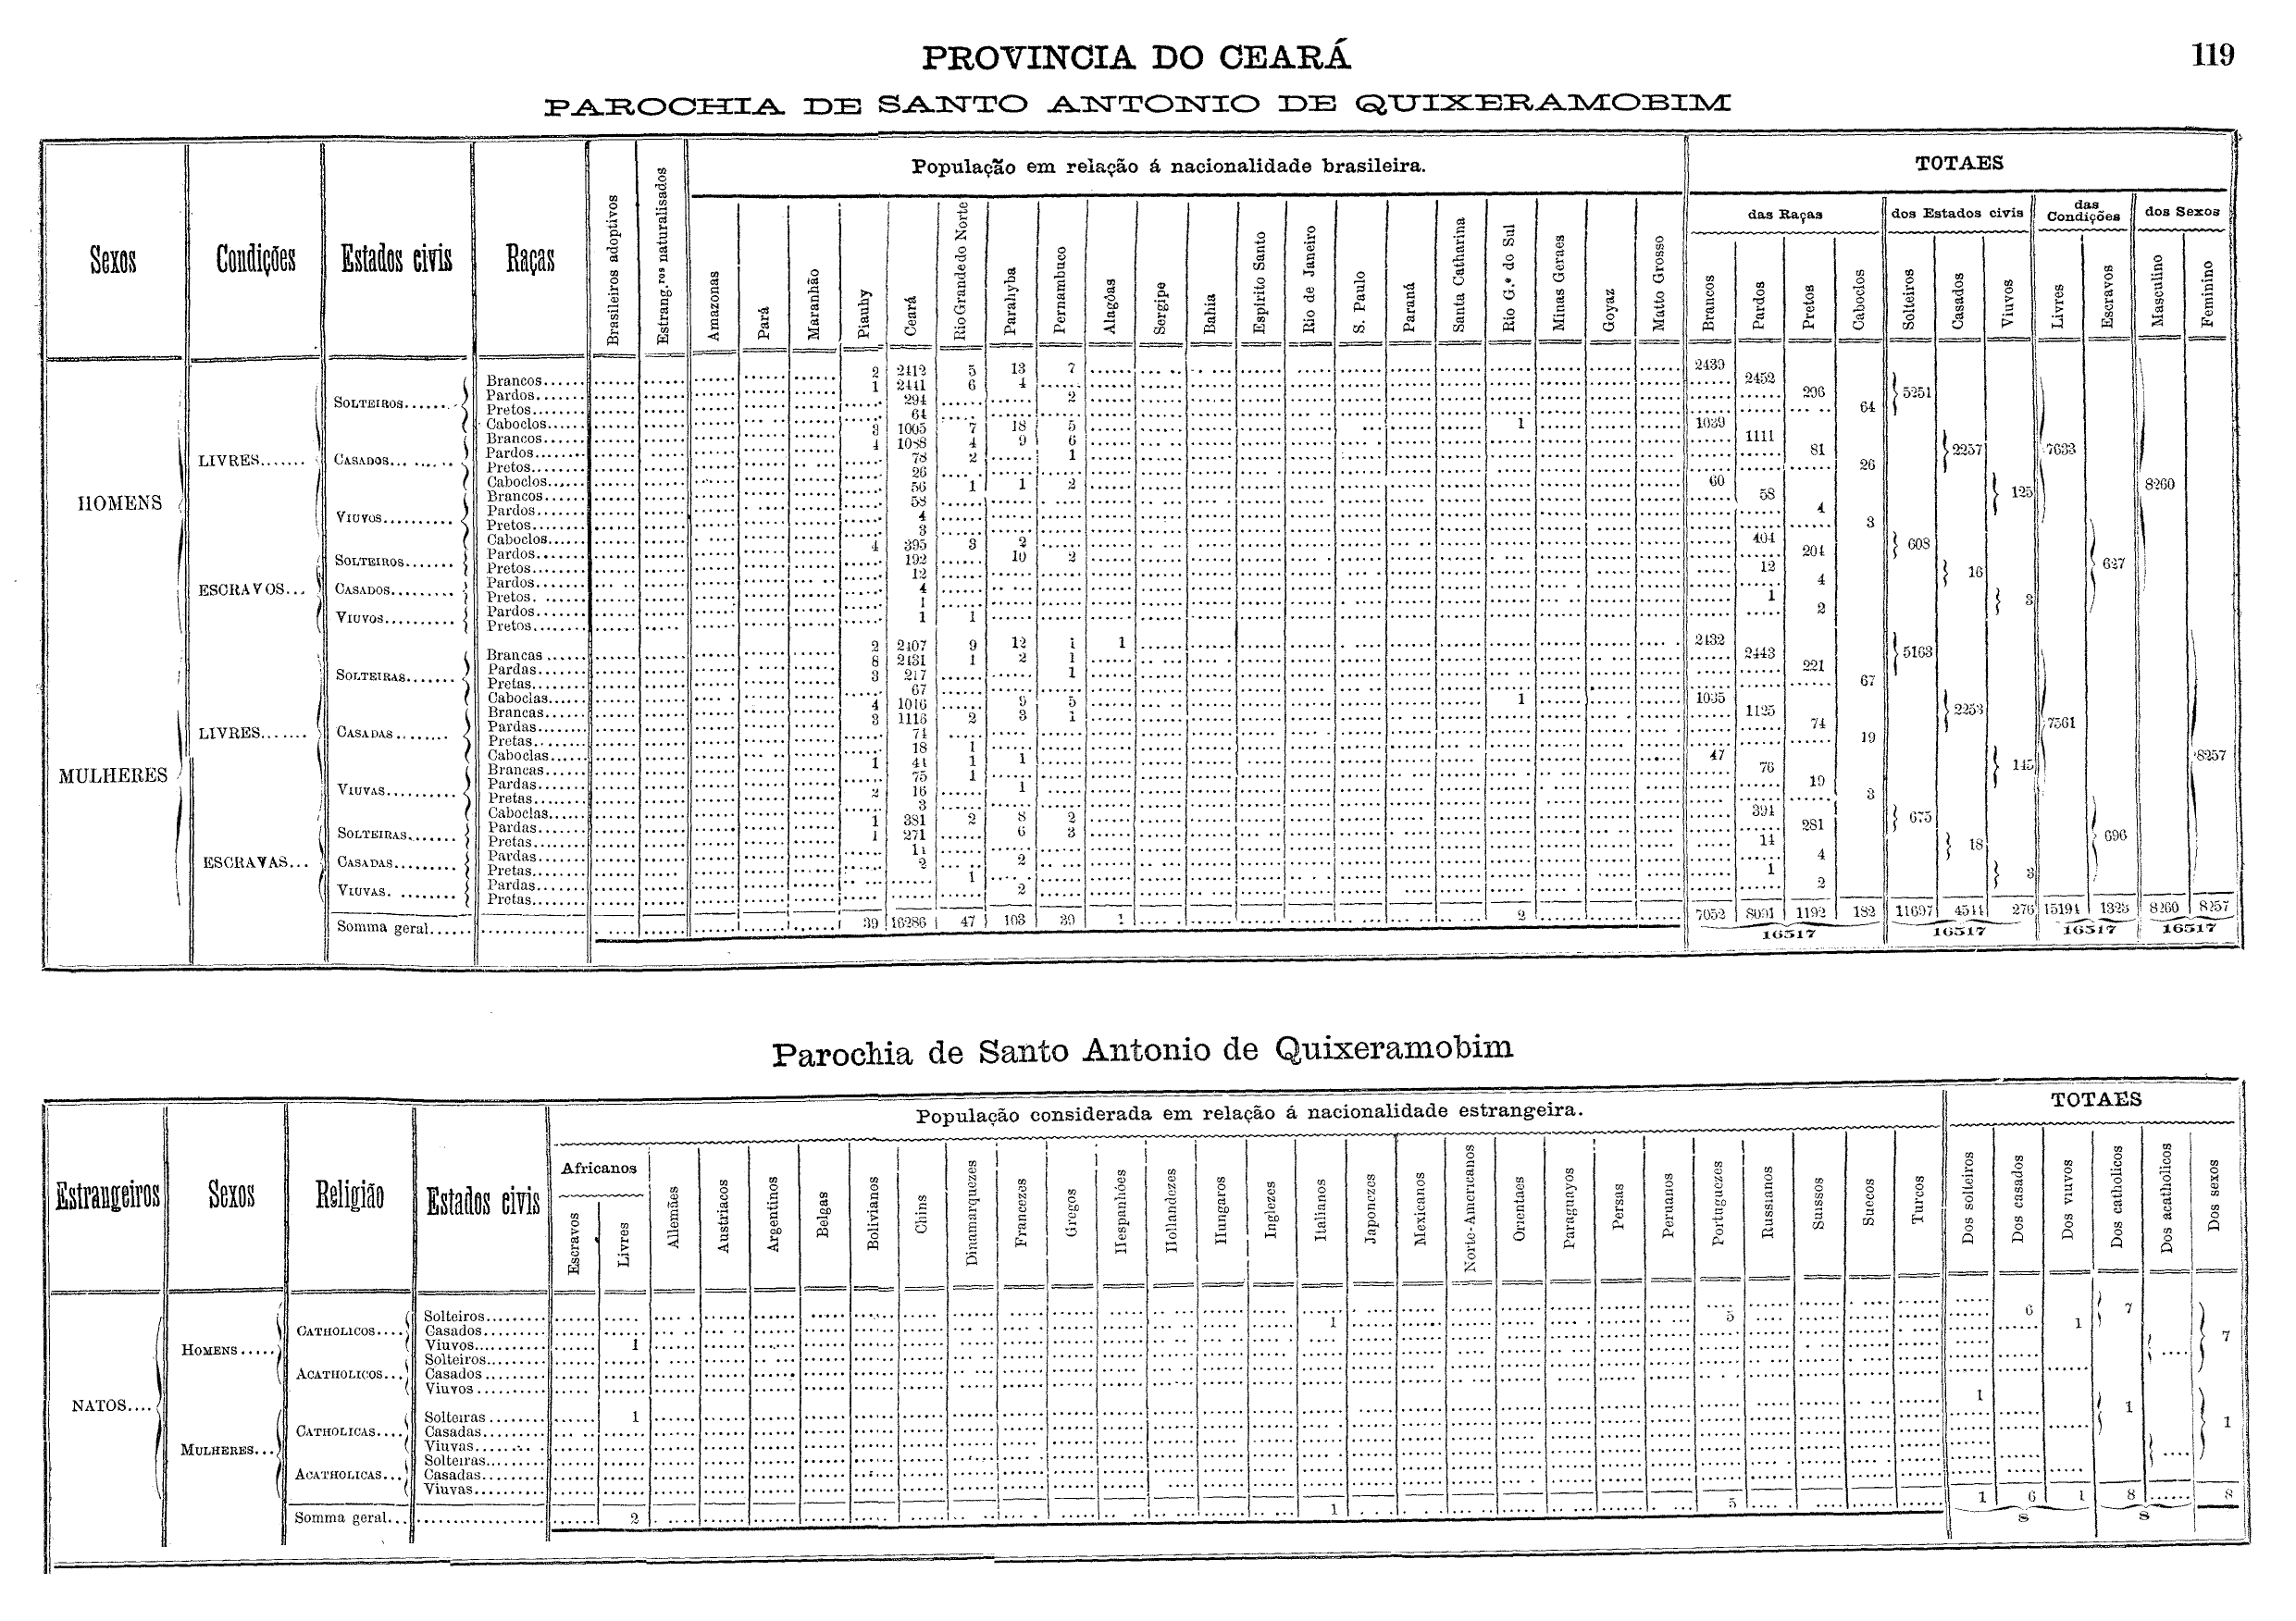 PROVINCIA DO CEARÁ
119
PAROCHIA DE SANTO ANTONIO DE QUIXERAMOBIM
Sexos Condições Estados civis Raças Brasileiros adoptivos Estrang.ros naturalisados População em relação á nacionalidade brasileira. TOTAES
das Raças dos Estados civis das Condições dos Sexos
Amazonas Pará Maranhão Piauhy Ceará Rio Grande do Norte Parahyba Pernambuco Alagôas Sergipe Bahia Espirito Santo Rio de Janeiro S. Paulo Paraná Santa Catharina Rio G.e do Sul Minas Geraes Goyaz Matto Grosso Brancos Pardos Pretos Caboclos Solteiros Casados Viuvos Livres Escravos Masculino Feminino
HOMENS
LIVRES.......
SOLTEIROS.......
Brancos...... 2 2412 5 13 7 2439
Pardos....... 1 2441 6 4 2452
Pretos....... 294 2 296
Caboclos...... 64 64
5251
CASADOS.........
Brancos...... 3 1005 7 18 5 1 1039
Pardos....... 4 1088 4 9 6 1111
Pretos....... 78 2 1 81
Caboclos...... 26 26
2257 7633
VIUVOS..........
Brancos...... 56 1 1 2 60
Pardos....... 58 58
Pretos....... 4 4
Caboclos...... 3 3
125 8260
ESCRAVOS...
SOLTEIROS.......
Pardos....... 4 395 3 2 404
Pretos....... 192 10 2 204
608
CASADOS.........
Pardos....... 12 12
Pretos....... 4 4
16 627
VIUVOS..........
Pardos....... 1 1
Pretos....... 1 1 2
3
MULHERES
LIVRES.......
SOLTEIRAS.......
Brancas...... 2 2407 9 12 1 1 2432
Pardas....... 8 2431 1 2 1 2443
Pretas....... 3 217 1 221
Caboclas...... 67 67
5163
CASADAS........
Brancas...... 4 1016 9 5 1 1035
Pardas....... 3 1116 2 3 1 1125
Pretas....... 74 74
Caboclas...... 18 1 19
2253 7561
VIUVAS..........
Brancas...... 1 44 1 1 47
Pardas....... 75 1 76
Pretas....... 2 16 1 19
Caboclas...... 3 3
145 8257
ESCRAVAS...
SOLTEIRAS.......
Pardas....... 1 381 2 8 2 394
Pretas....... 1 271 6 3 281
675
CASADAS.........
Pardas....... 14 14
Pretas....... 2 2 4
18 696
VIUVAS. ........
Pardas....... 1 1
Pretas....... 2 2
3
Somma geral...... 39 16286 47 103 39 1 2 7052 8091 1192 182 11697 4544 276 15194 1323 8260 8257
16517 16517 16517 16517
Parochia de Santo Antonio de Quixeramobim
Estrangeiros Sexos Religião Estados civis População considerada em relação á nacionalidade estrangeira. TOTAES
Africanos
Escravos Livres Allemães Austriacos Argentinos Belgas Bolivianos Chins Dinamarquezes Francezes Gregos Hespanhóes Hollandezes Hungaros Inglezes Italianos Japonezes Mexicanos Norte-Americanos Orientaes Paraguayos Persas Peruanos Portuguezes Russianos Suissos Suecos Turcos Dos solteiros Dos casados Dos viuvos Dos catholicos Dos acatholicos Dos sexos
NATOS....
HOMENS.....
CATHOLICOS....
Solteiros.........
Casados.......... 1 5 6
Viuvos............ 1 1
7
ACATHOLICOS...
Solteiros.........
Casados..........
Viuvos...........
7
MULHERES...
CATHOLICAS....
Solteiras......... 1 1
Casadas..........
Viuvas...........
1
ACATHOLICAS...
Solteiras.........
Casadas..........
Viuvas...........
1
Somma geral... 2 1 5 1 6 1 8 8
8 8